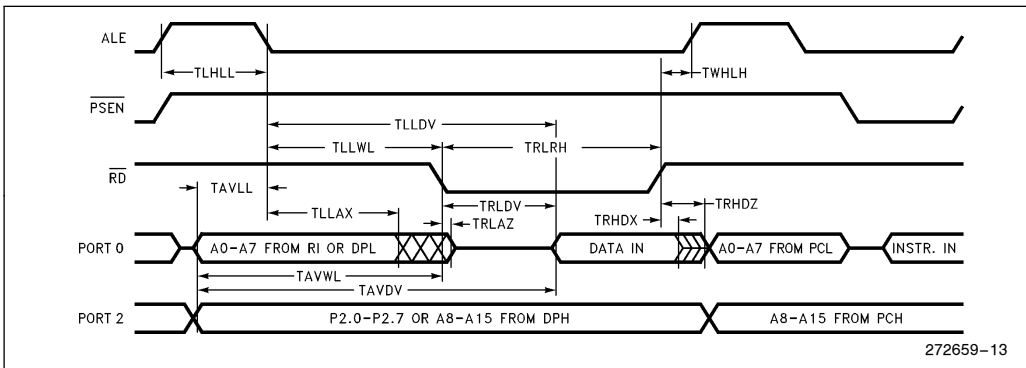 ALE
TLHLL
TWHLH
PSEN
TLLDV
TLLWL
TRLRH
RD
TAVLL
TRLDV
TRHDZ
TLLAX
TRLAZ
TRHDX
PORT 0
A0–A7 FROM RI OR DPL
DATA IN
A0–A7 FROM PCL
INSTR. IN
TAVWL
TAVDV
PORT 2
P2.0–P2.7 OR A8–A15 FROM DPH
A8–A15 FROM PCH
272659–13